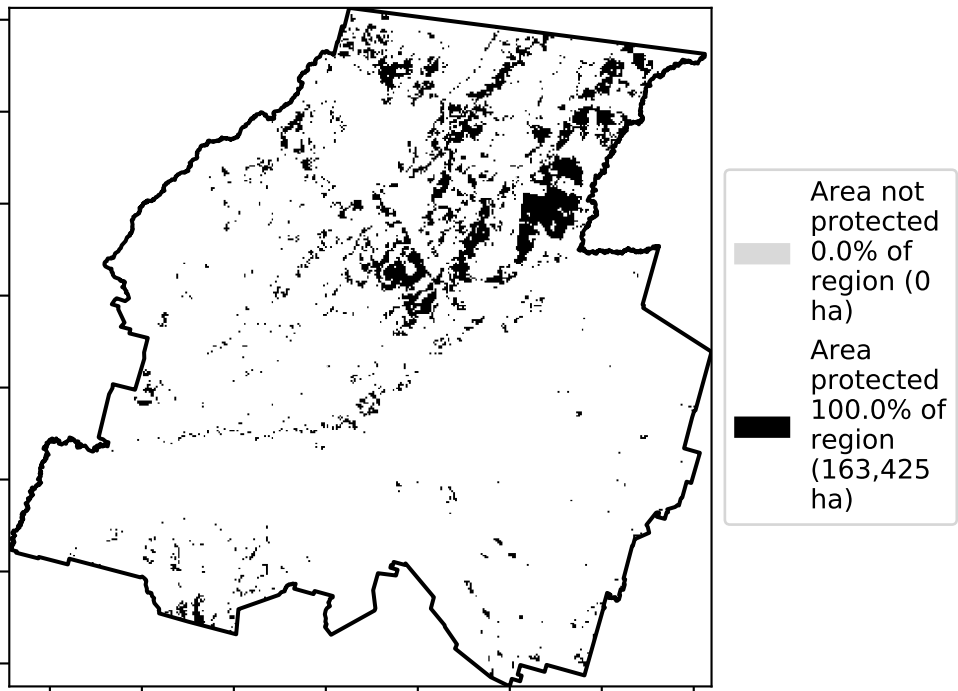 Area not
protected
0.0% of
region (0
ha)
Area
protected
100.0% of
region
(163,425
ha)